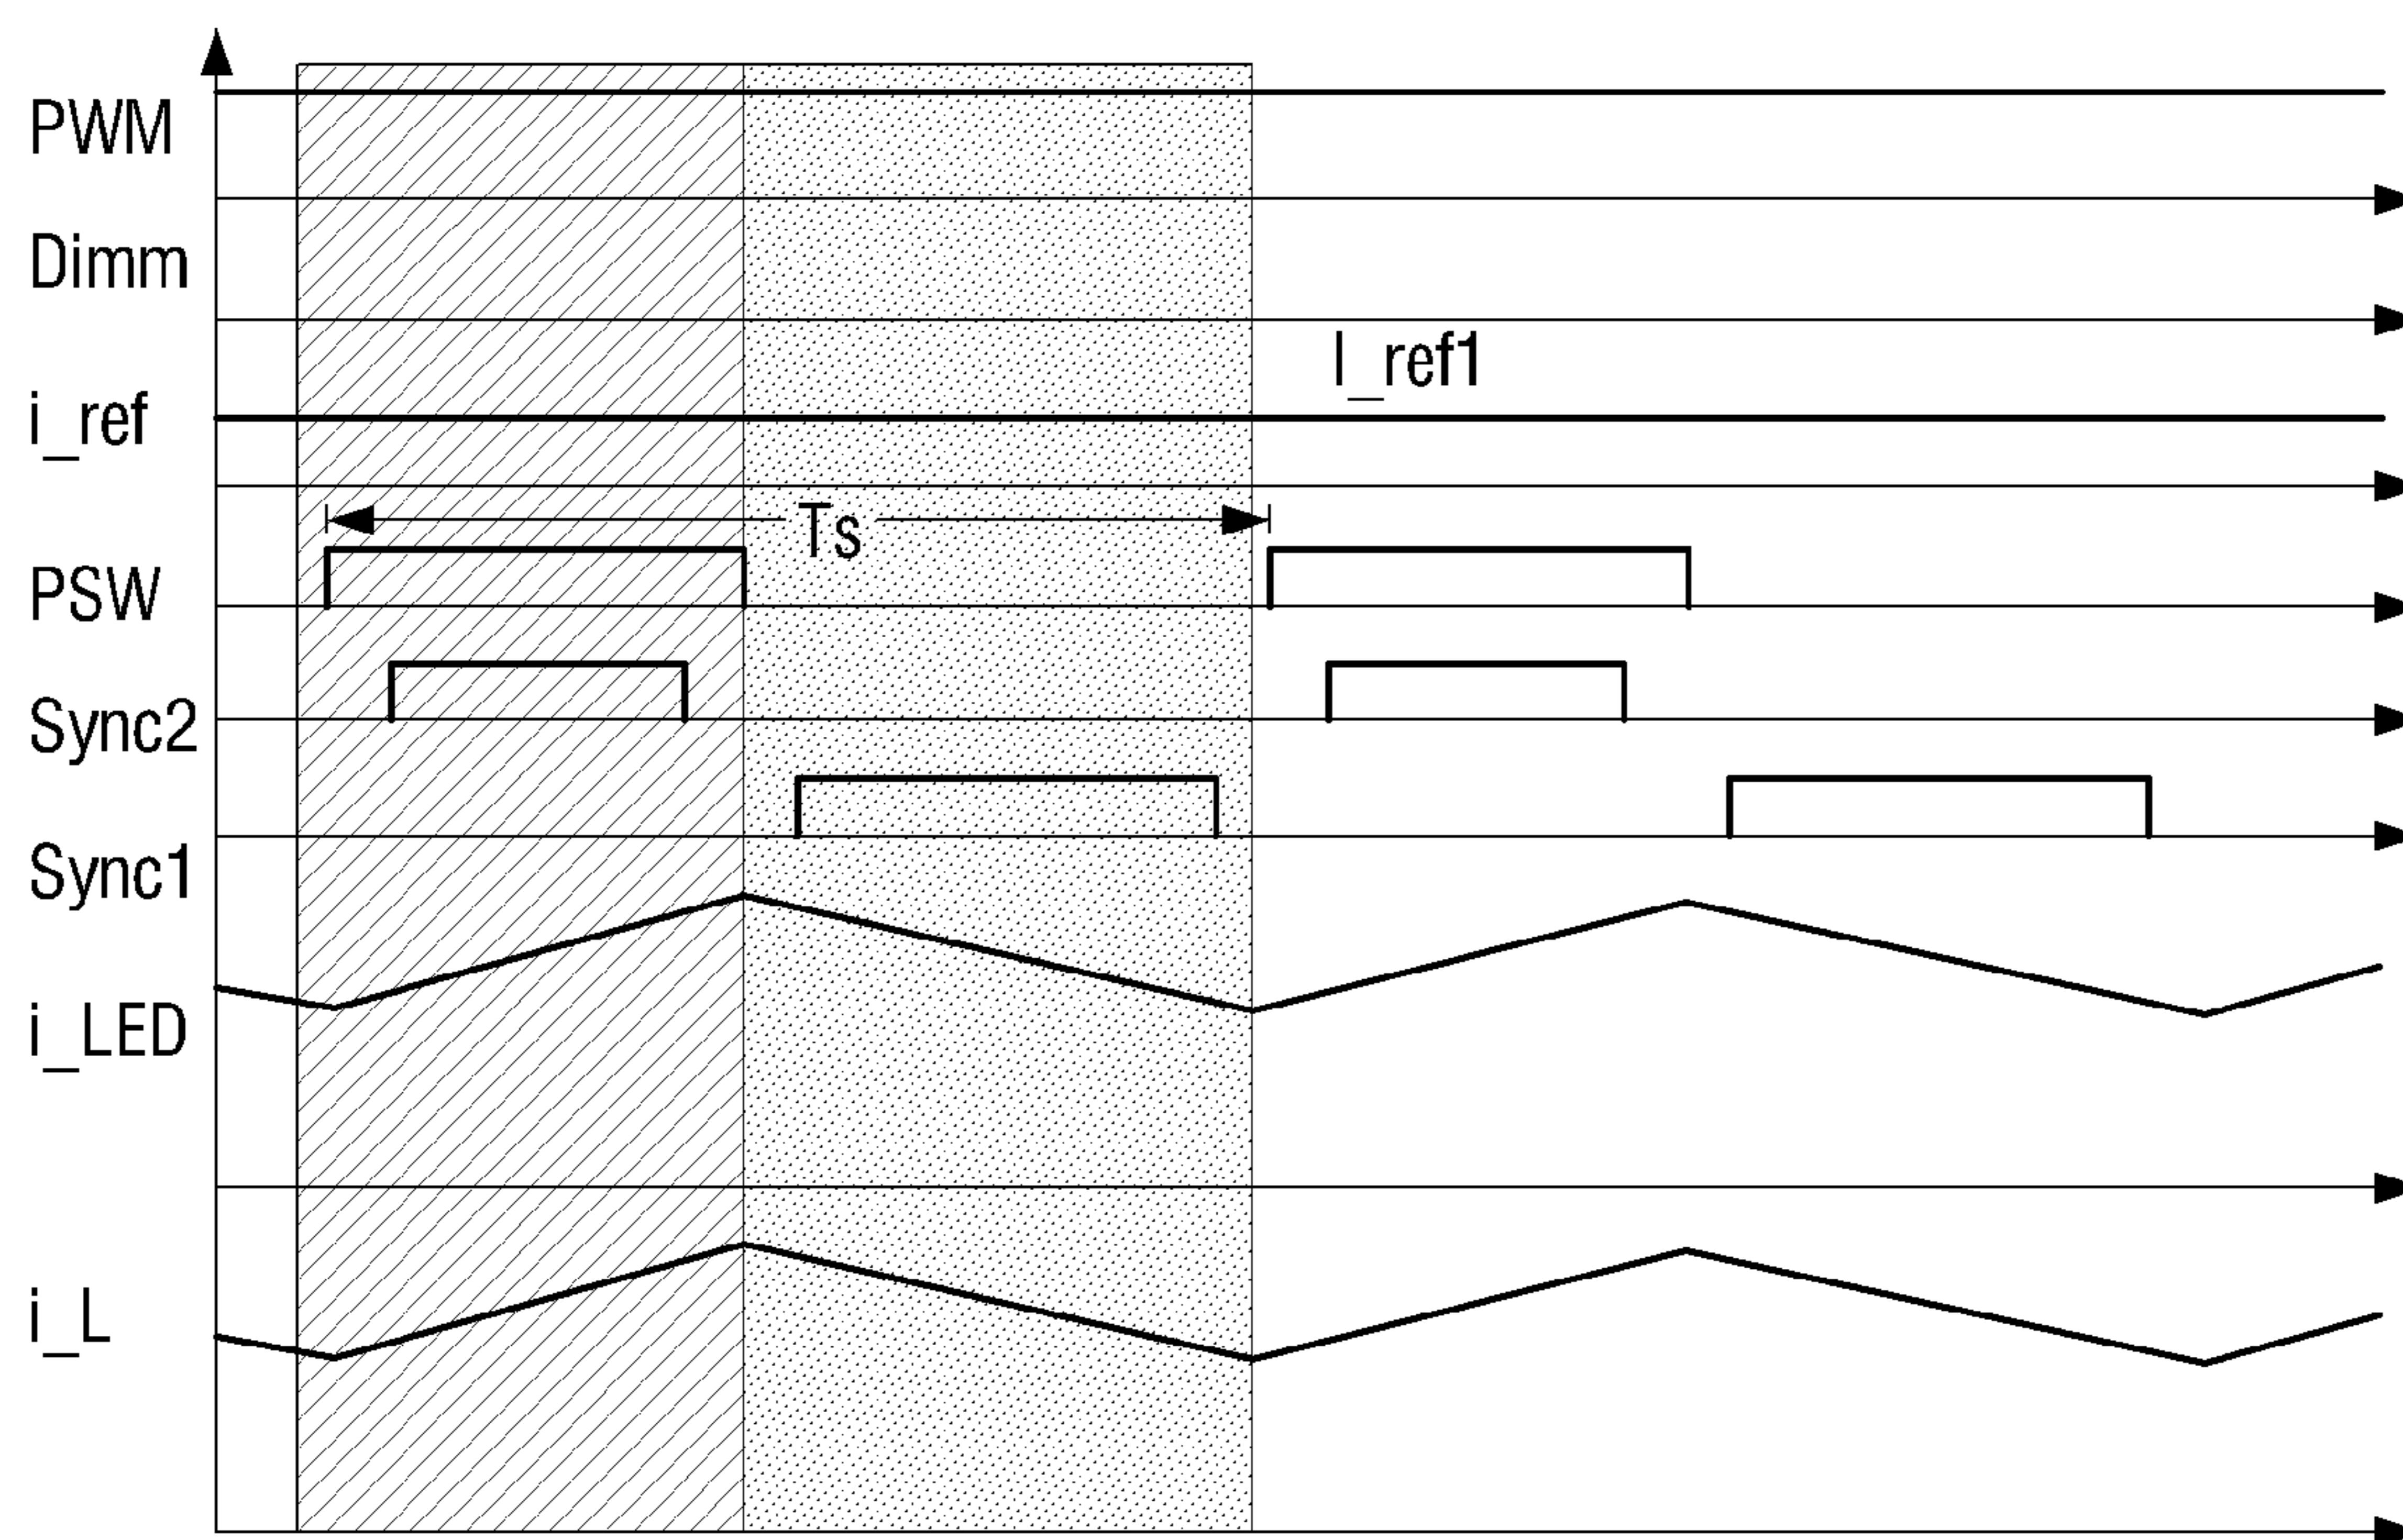 PWM
Dimm
I_ref1
i_ref
Ts
PSW
Sync2
Sync1
i_LED
i_L